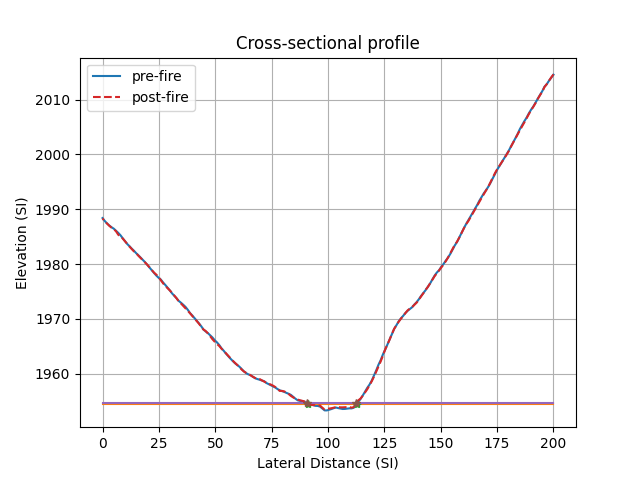 Cross-sectional profile
pre-fire
post-fire
Elevation (SI)
2010
2000
1990
1980
1970
1960
0 25 50 75 100 125 150 175 200
Lateral Distance (SI)